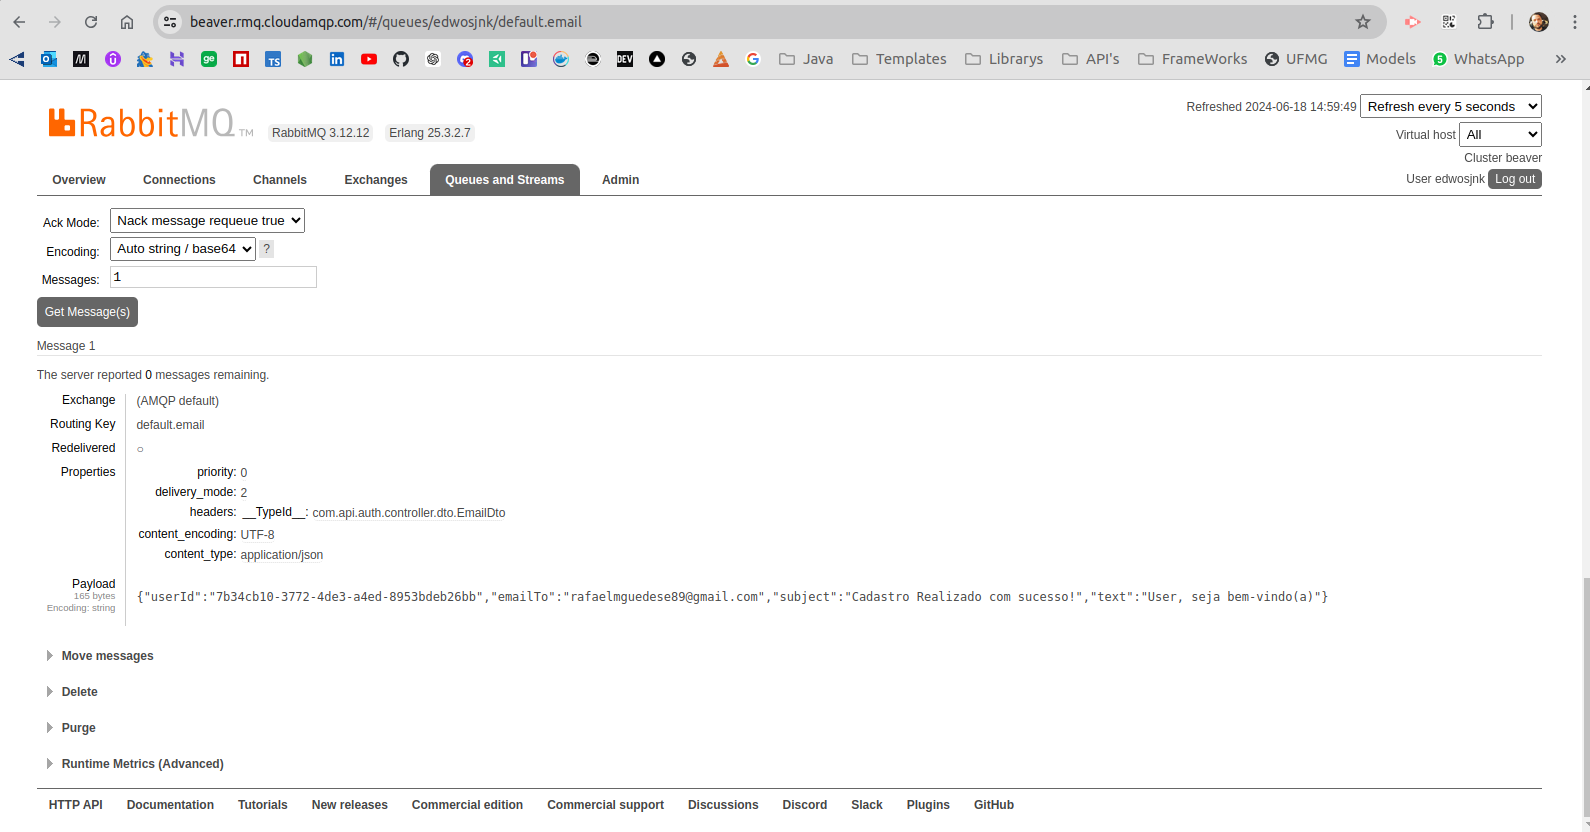 beaver.rmq.cloudamqp.com/#/queues/edwosjnk/default.email
Java Templates Librarys API's FrameWorks UFMG Models WhatsApp »
RabbitMQ TM RabbitMQ 3.12.12 Erlang 25.3.2.7
Refreshed 2024-06-18 14:59:49 Refresh every 5 seconds
Virtual host All
Cluster beaver
User edwosjnk Log out
Overview Connections Channels Exchanges Queues and Streams Admin
Ack Mode: Nack message requeue true
Encoding: Auto string / base64 ?
Messages: 1
Get Message(s)
Message 1
The server reported 0 messages remaining.
Exchange (AMQP default)
Routing Key default.email
Redelivered ○
Properties priority: 0
delivery_mode: 2
headers: __TypeId__: com.api.auth.controller.dto.EmailDto
content_encoding: UTF-8
content_type: application/json
Payload
165 bytes
Encoding: string
{"userId":"7b34cb10-3772-4de3-a4ed-8953bdeb26bb","emailTo":"rafaelmguedese89@gmail.com","subject":"Cadastro Realizado com sucesso!","text":"User, seja bem-vindo(a)"}
Move messages
Delete
Purge
Runtime Metrics (Advanced)
HTTP API Documentation Tutorials New releases Commercial edition Commercial support Discussions Discord Slack Plugins GitHub